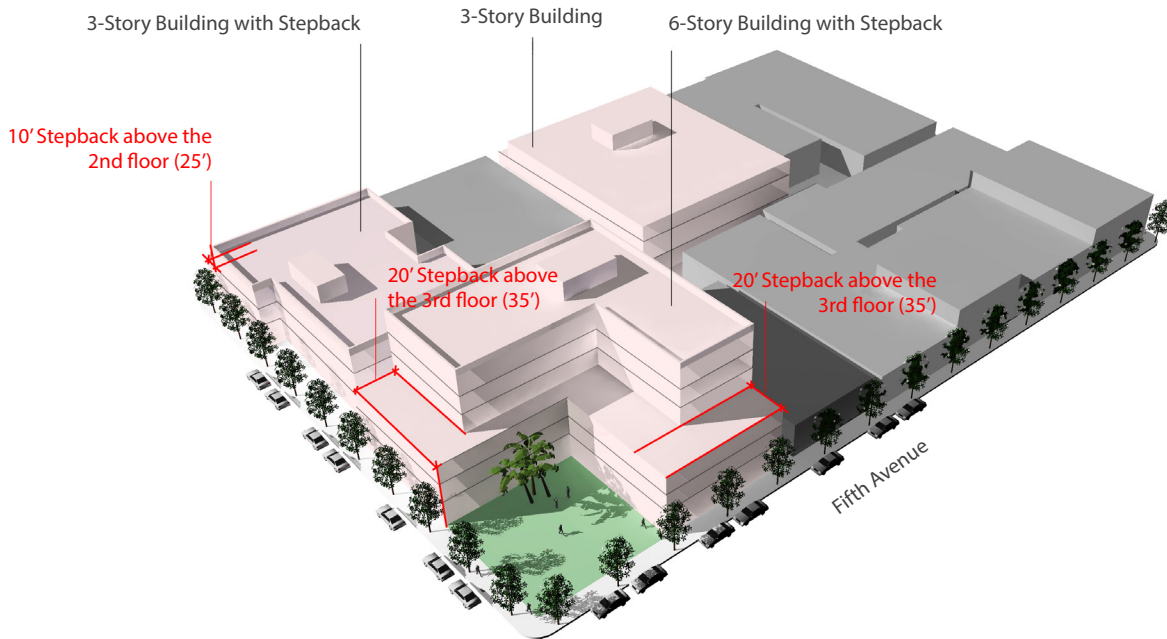 3-Story Building with Stepback
3-Story Building
6-Story Building with Stepback
10’ Stepback above the
2nd floor (25’)
20’ Stepback above
the 3rd floor (35’)
20’ Stepback above the
3rd floor (35’)
Fifth Avenue